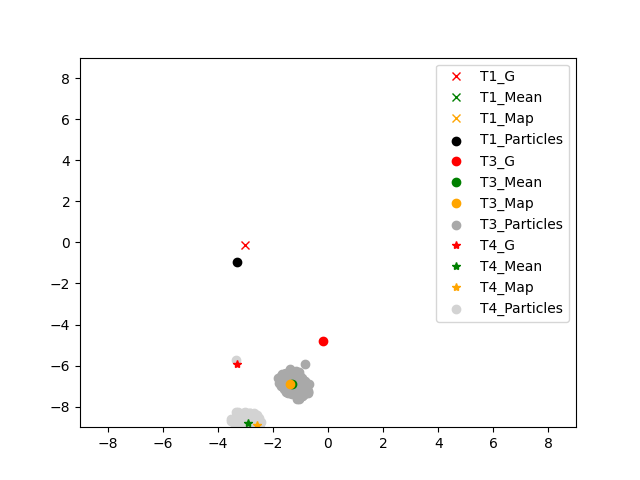 8
6
4
2
0
−2
−4
−6
−8
−8 −6 −4 −2 0 2 4 6 8
T1_G
T1_Mean
T1_Map
T1_Particles
T3_G
T3_Mean
T3_Map
T3_Particles
T4_G
T4_Mean
T4_Map
T4_Particles